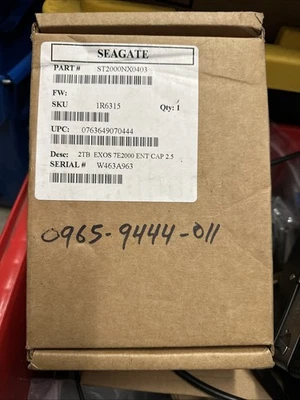 SEAGATE
PART # ST2000NX0403
FW:
SKU 1R6315 Qty: 1
UPC: 0763649070444
Desc: 2TB EXOS 7E2000 ENT CAP 2.5
SERIAL # W463A963
0965-9444-011